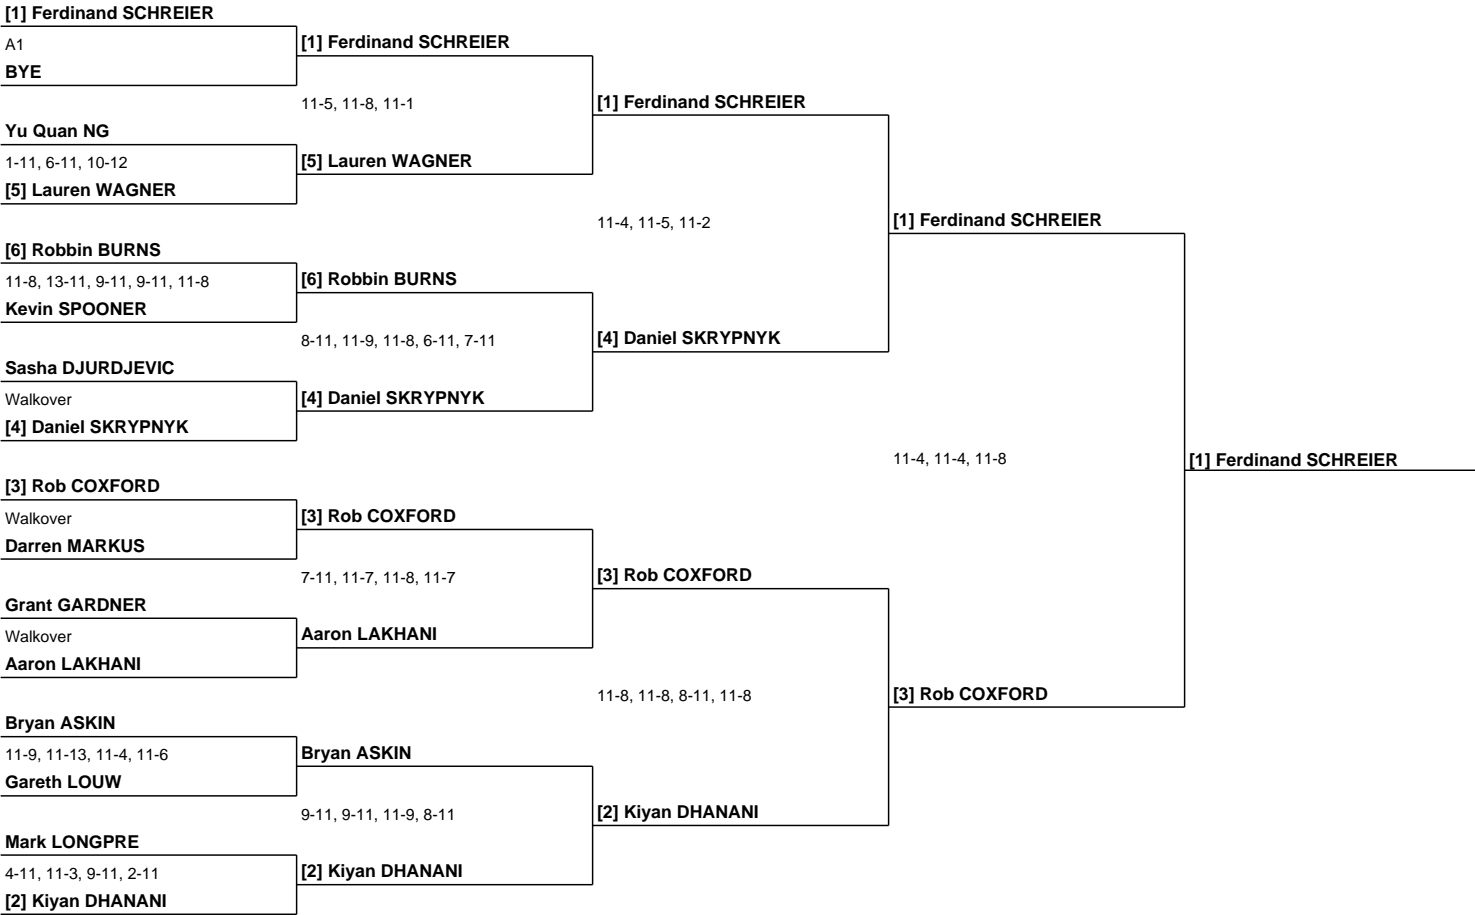 [1] Ferdinand SCHREIER
A1
BYE
Yu Quan NG
1-11, 6-11, 10-12
[5] Lauren WAGNER
[6] Robbin BURNS
11-8, 13-11, 9-11, 9-11, 11-8
Kevin SPOONER
Sasha DJURDJEVIC
Walkover
[4] Daniel SKRYPNYK
[3] Rob COXFORD
Walkover
Darren MARKUS
Grant GARDNER
Walkover
Aaron LAKHANI
Bryan ASKIN
11-9, 11-13, 11-4, 11-6
Gareth LOUW
Mark LONGPRE
4-11, 11-3, 9-11, 2-11
[2] Kiyan DHANANI
[1] Ferdinand SCHREIER
11-5, 11-8, 11-1
[5] Lauren WAGNER
[6] Robbin BURNS
8-11, 11-9, 11-8, 6-11, 7-11
[4] Daniel SKRYPNYK
[3] Rob COXFORD
7-11, 11-7, 11-8, 11-7
Aaron LAKHANI
Bryan ASKIN
9-11, 9-11, 11-9, 8-11
[2] Kiyan DHANANI
[1] Ferdinand SCHREIER
11-4, 11-5, 11-2
[4] Daniel SKRYPNYK
[3] Rob COXFORD
11-8, 11-8, 8-11, 11-8
[2] Kiyan DHANANI
[1] Ferdinand SCHREIER
11-4, 11-4, 11-8
[3] Rob COXFORD
[1] Ferdinand SCHREIER